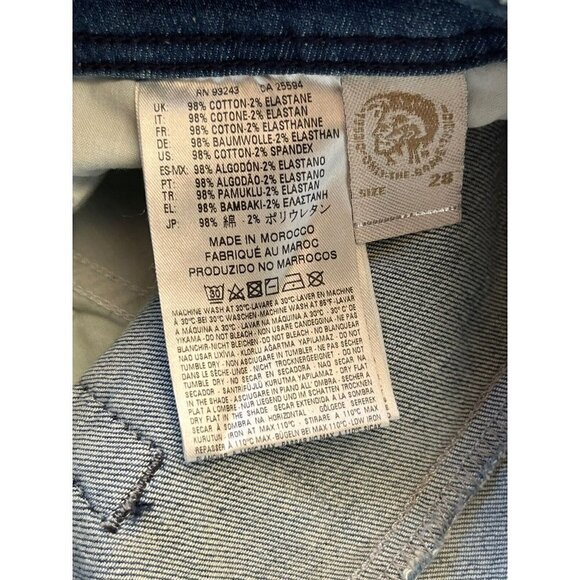 RN 93243 CA 25594
UK: 98% COTTON-2% ELASTANE
IT: 98% COTONE-2% ELASTAN
FR: 98% COTON-2% ELASTHANNE
DE: 98% BAUMWOLLE-2% ELASTHAN
US: 98% COTTON-2% SPANDEX
ES-MX: 98% ALGODÓN-2% ELASTANO
PT: 98% ALGODÃO-2% ELASTANO
TR: 98% PAMUKLU-2% ELASTAN
EL: 98% ΒΑΜΒΑΚΙ-2% ΕΛΑΣΤΑΝΗ
JP: 98% 綿 -2% ポリウレタン
MADE IN MOROCCO
FABRIQUÉ AU MAROC
PRODUZIDO NO MARROCOS
30
MACHINE WASH AT 30°C-LAVARE A 30°C-LAVER EN MACHINE
À 30°C BEI 30°C WASCHEN-MACHINE WASH AT 85°F-LAVAR
A MÁQUINA A 30°C-LAVAR NA MÁQUINA A 30°C - 30°C 'DE
YIKAMA - DO NOT BLEACH - NON USARE CANDEGGINA - NE PAS
BLANCHIR-NICHT BLEICHEN-DO NOT BLEACH-NO BLANQUEAR
NÃO USAR LIXIVIA - KLORLU AĞARTMA YAPILAMAZ - DO NOT
TUMBLE DRY - NON ASCIUGARE IN TUMBLER - NE PAS SÉCHER
DANS LE SÈCHE-LINGE - NICHT TROCKNERGEEIGNET - DO NOT
TUMBLE DRY - NO SECAR EN SECADORA - NÃO SECAR NO
SECADOR - SANTRİFÜJLÜ KURUTMA YAPILAMAZ - DRY FLAT
IN THE SHADE - ASCIUGARE IN PIANO ALL'OMBRA - SÉCHER À
PLAT À L'OMBRE - NUR LIEGEND UND IM SCHATTEN - DRY FLAT
IN THE SHADE - SECAR EXTENDIDA A LA SOMBRA
SECAR À SOMBRA NA HORIZONTAL - GÖLGEDE SEREREK
KURUTUN - IRON AT 110°C MAX - STIRARE A 110°C
MAX - REPASSER À 110°C MAX - BÜGELN BEI MAX 110°C - LOW IRON
SIZE 28